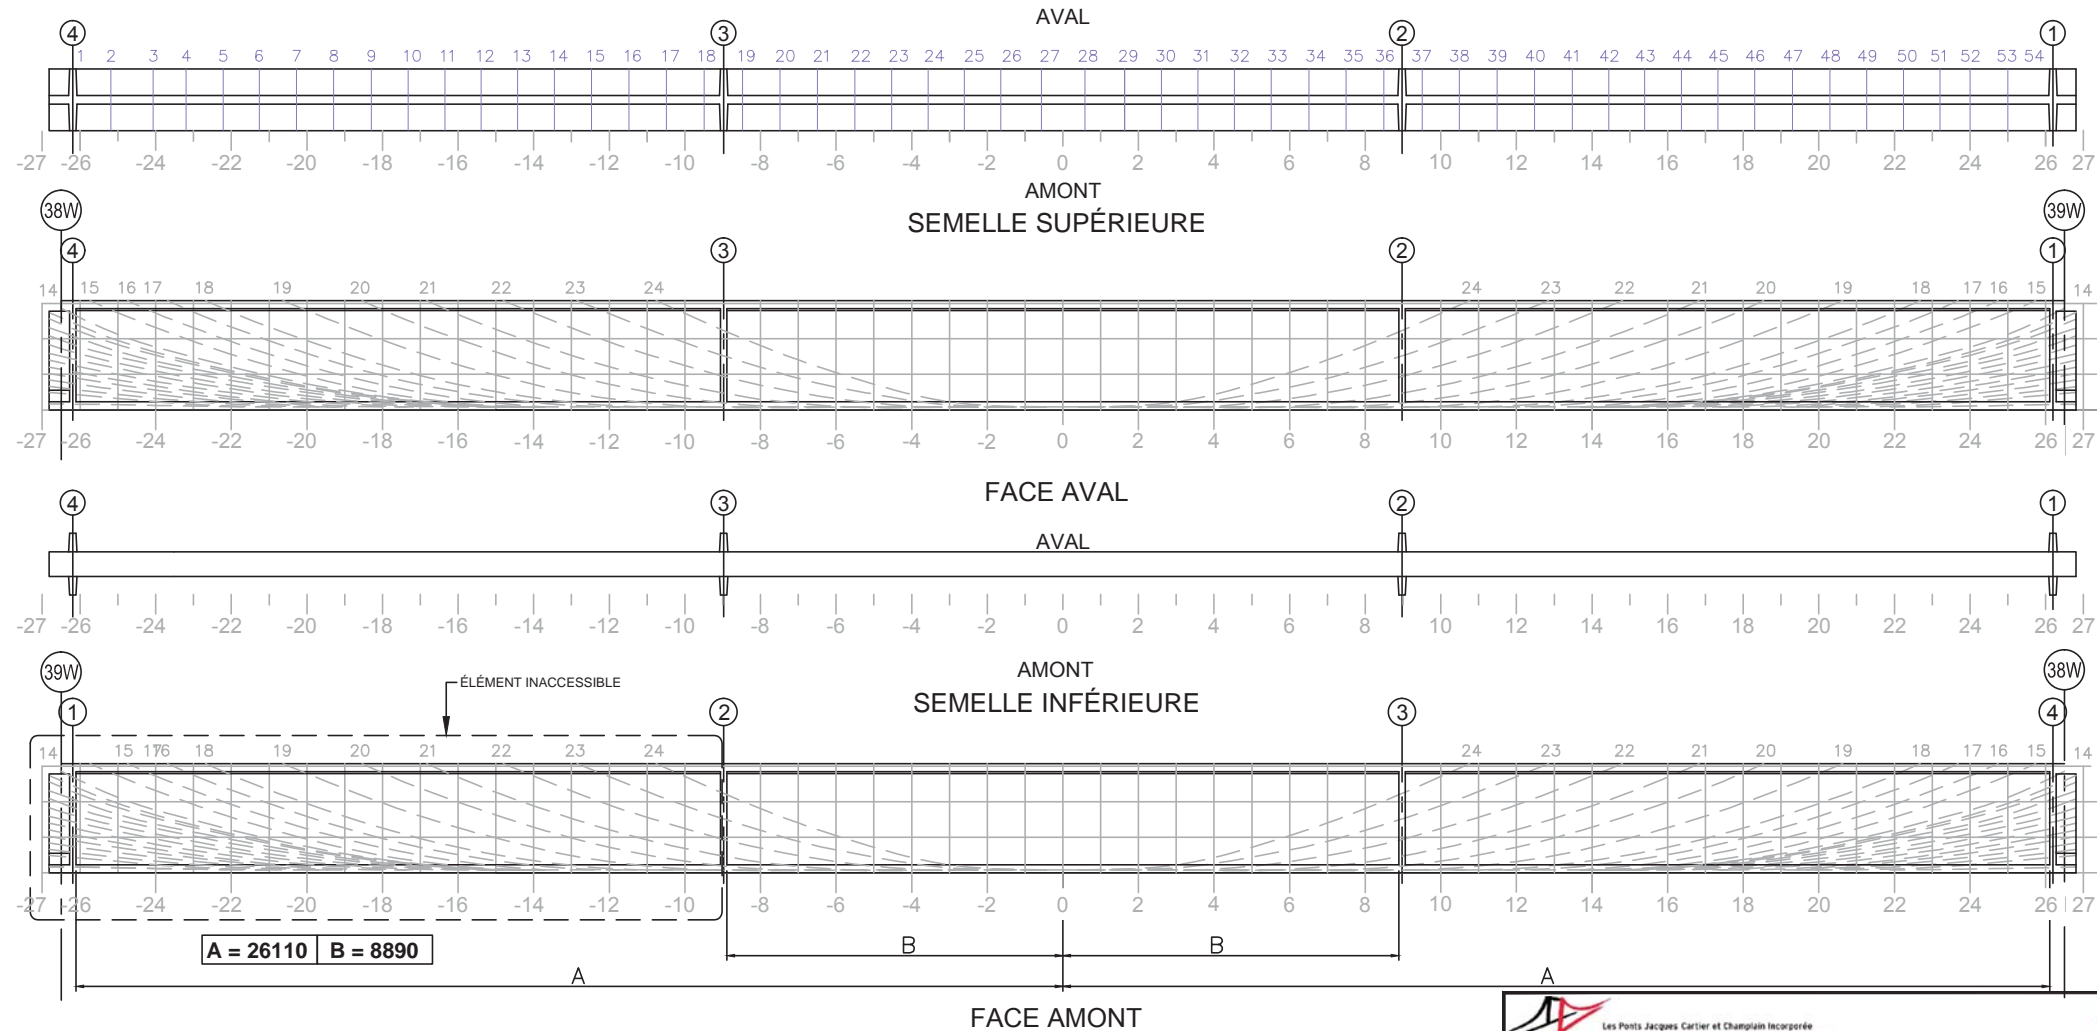 AVAL
4 3 2 1
1 2 3 4 5 6 7 8 9 10 11 12 13 14 15 16 17 18 19 20 21 22 23 24 25 26 27 28 29 30 31 32 33 34 35 36 37 38 39 40 41 42 43 44 45 46 47 48 49 50 51 52 53 54
-27 -26 -24 -22 -20 -18 -16 -14 -12 -10 -8 -6 -4 -2 0 2 4 6 8 10 12 14 16 18 20 22 24 26 27
AMONT
SEMELLE SUPÉRIEURE
38W 39W
4 3 2 1
14 15 16 17 18 19 20 21 22 23 24 24 23 22 21 20 19 18 17 16 15 14
-27 -26 -24 -22 -20 -18 -16 -14 -12 -10 -8 -6 -4 -2 0 2 4 6 8 10 12 14 16 18 20 22 24 26 27
FACE AVAL
4 3 2 1
AVAL
-27 -26 -24 -22 -20 -18 -16 -14 -12 -10 -8 -6 -4 -2 0 2 4 6 8 10 12 14 16 18 20 22 24 26 27
AMONT
SEMELLE INFÉRIEURE
39W 38W
ÉLÉMENT INACCESSIBLE
1 2 3 4
14 15 17 16 18 19 20 21 22 23 24 24 23 22 21 20 19 18 17 16 15 14
-27 -26 -24 -22 -20 -18 -16 -14 -12 -10 -8 -6 -4 -2 0 2 4 6 8 10 12 14 16 18 20 22 24 26 27
A = 26110 B = 8890
B B
A A
FACE AMONT
Les Ponts Jacques Cartier et Champlain Incorporée